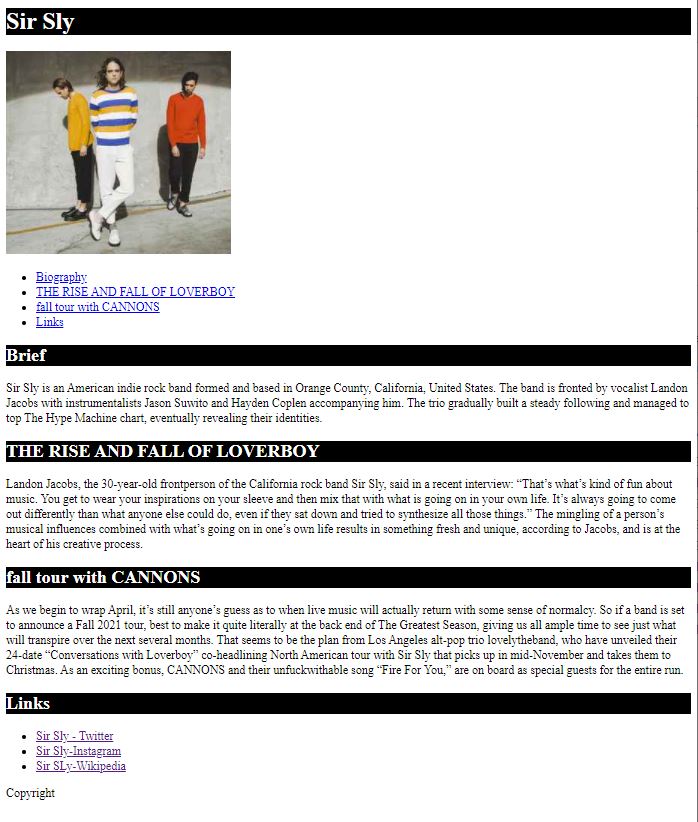 Sir Sly
Biography
THE RISE AND FALL OF LOVERBOY
fall tour with CANNONS
Links
Brief
Sir Sly is an American indie rock band formed and based in Orange County, California, United States. The band is fronted by vocalist Landon
Jacobs with instrumentalists Jason Suwito and Hayden Coplen accompanying him. The trio gradually built a steady following and managed to
top The Hype Machine chart, eventually revealing their identities.
THE RISE AND FALL OF LOVERBOY
Landon Jacobs, the 30-year-old frontperson of the California rock band Sir Sly, said in a recent interview: “That’s what’s kind of fun about
music. You get to wear your inspirations on your sleeve and then mix that with what is going on in your own life. It’s always going to come
out differently than what anyone else could do, even if they sat down and tried to synthesize all those things.” The mingling of a person’s
musical influences combined with what’s going on in one’s own life results in something fresh and unique, according to Jacobs, and is at the
heart of his creative process.
fall tour with CANNONS
As we begin to wrap April, it’s still anyone’s guess as to when live music will actually return with some sense of normalcy. So if a band is set
to announce a Fall 2021 tour, best to make it quite literally at the back end of The Greatest Season, giving us all ample time to see just what
will transpire over the next several months. That seems to be the plan from Los Angeles alt-pop trio lovelytheband, who have unveiled their
24-date “Conversations with Loverboy” co-headlining North American tour with Sir Sly that picks up in mid-November and takes them to
Christmas. As an exciting bonus, CANNONS and their unfuckwithable song “Fire For You,” are on board as special guests for the entire run.
Links
Sir Sly - Twitter
Sir Sly-Instagram
Sir SLy-Wikipedia
Copyright